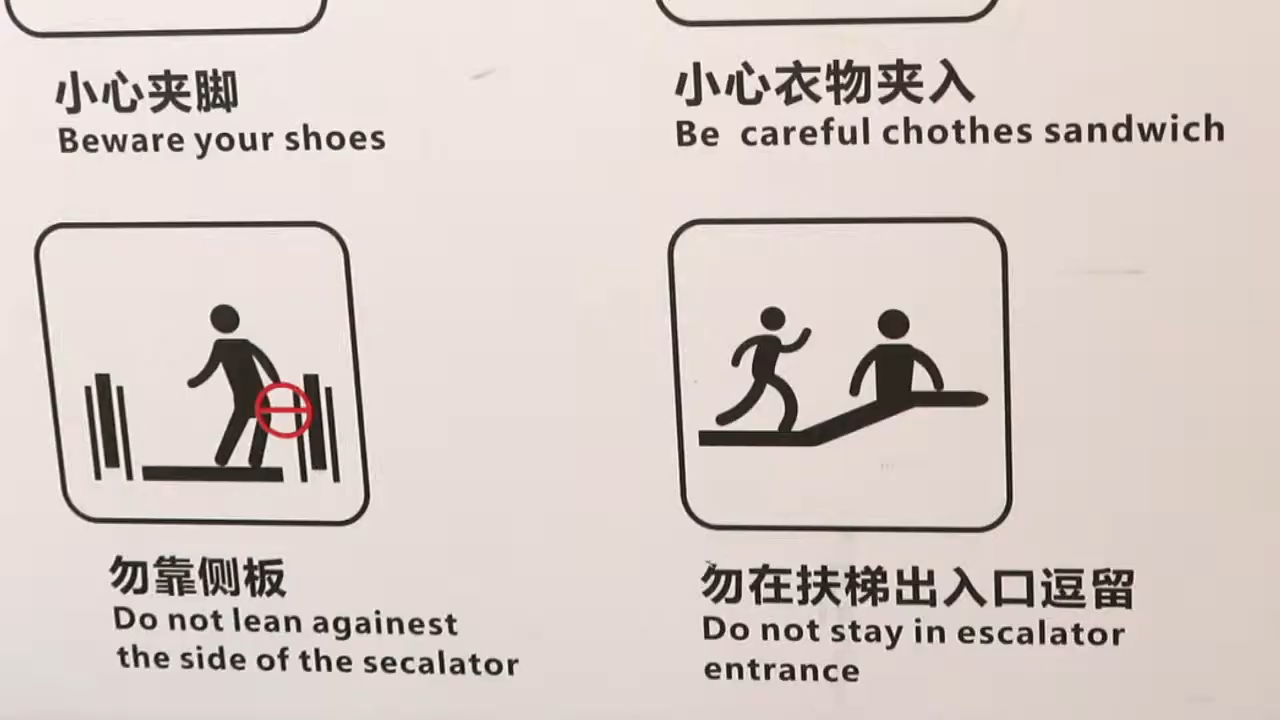 小心夹脚
Beware your shoes
小心衣物夹入
Be careful chothes sandwich
勿靠侧板
Do not lean againest
the side of the secalator
勿在扶梯出入口逗留
Do not stay in escalator
entrance